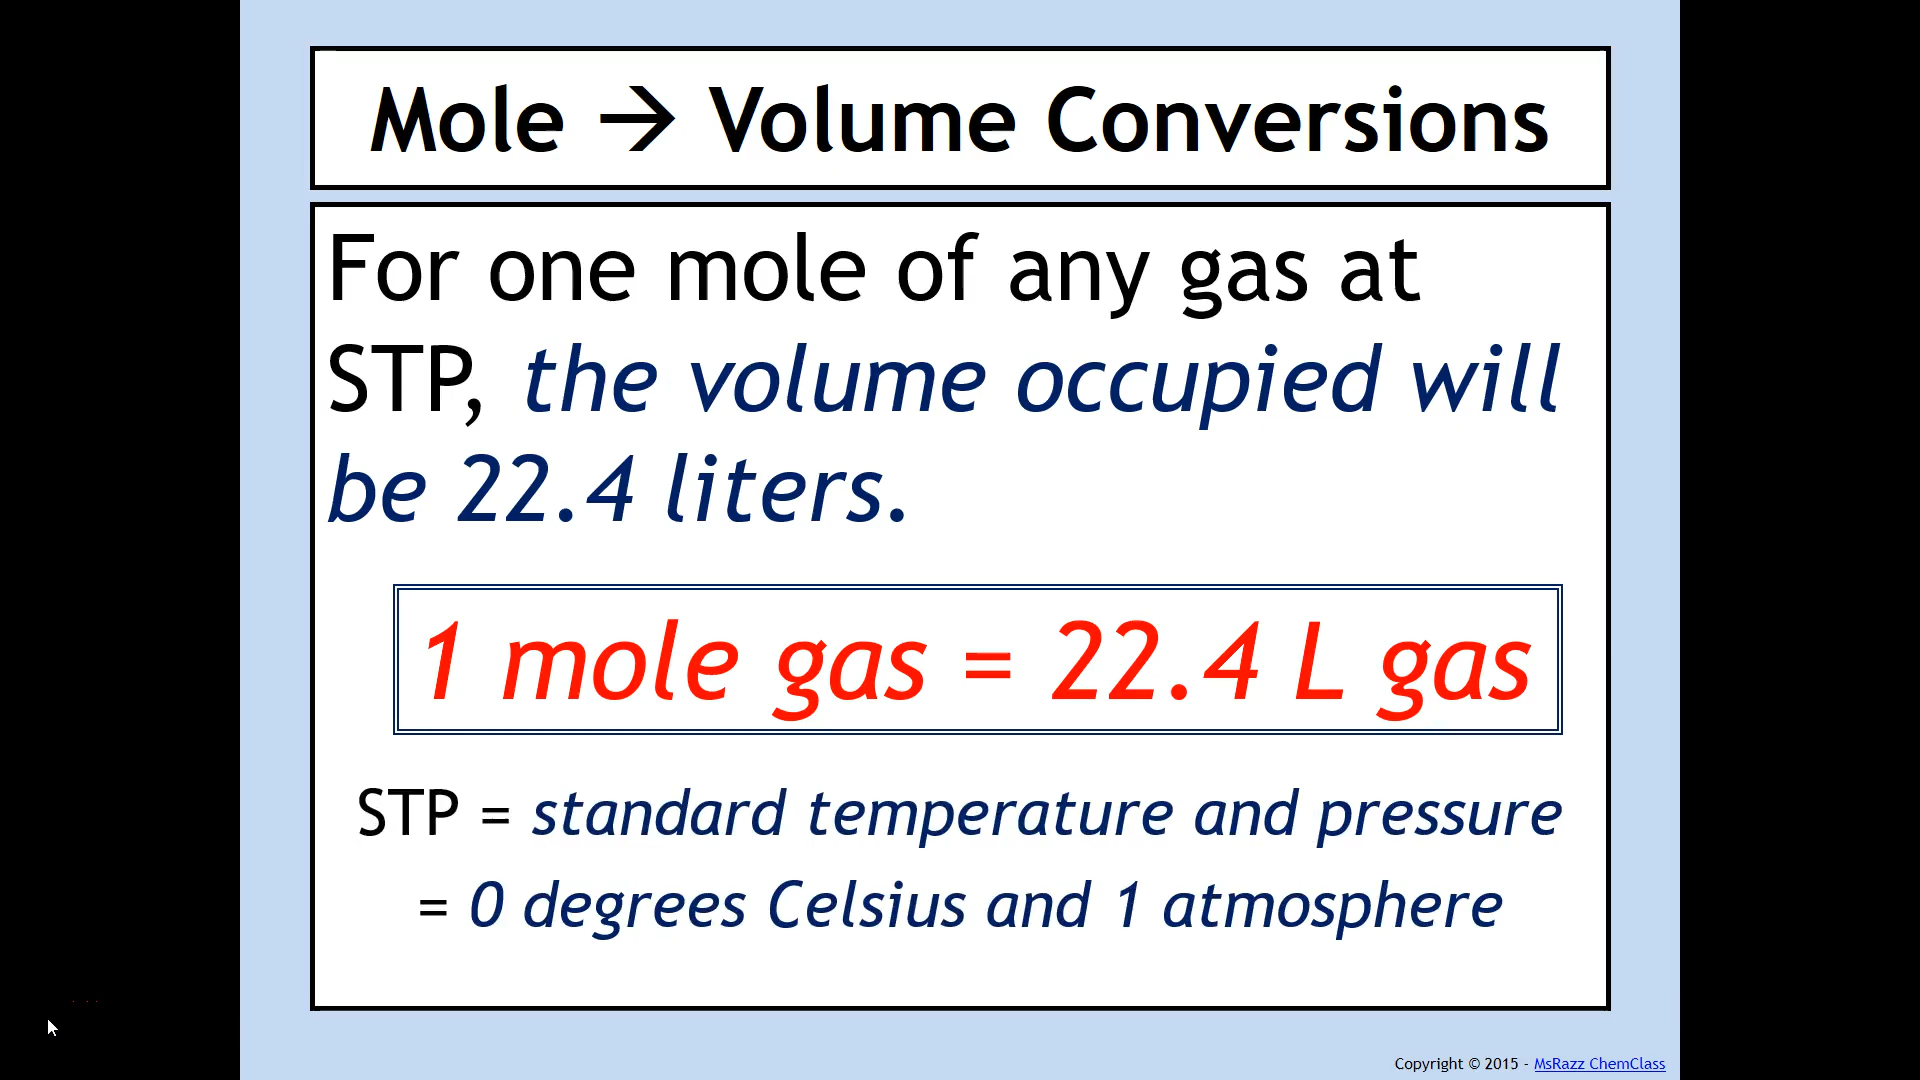 Mole → Volume Conversions
For one mole of any gas at
STP, the volume occupied will
be 22.4 liters.
1 mole gas = 22.4 L gas
STP = standard temperature and pressure
= 0 degrees Celsius and 1 atmosphere
Copyright © 2015 - MsRazz ChemClass